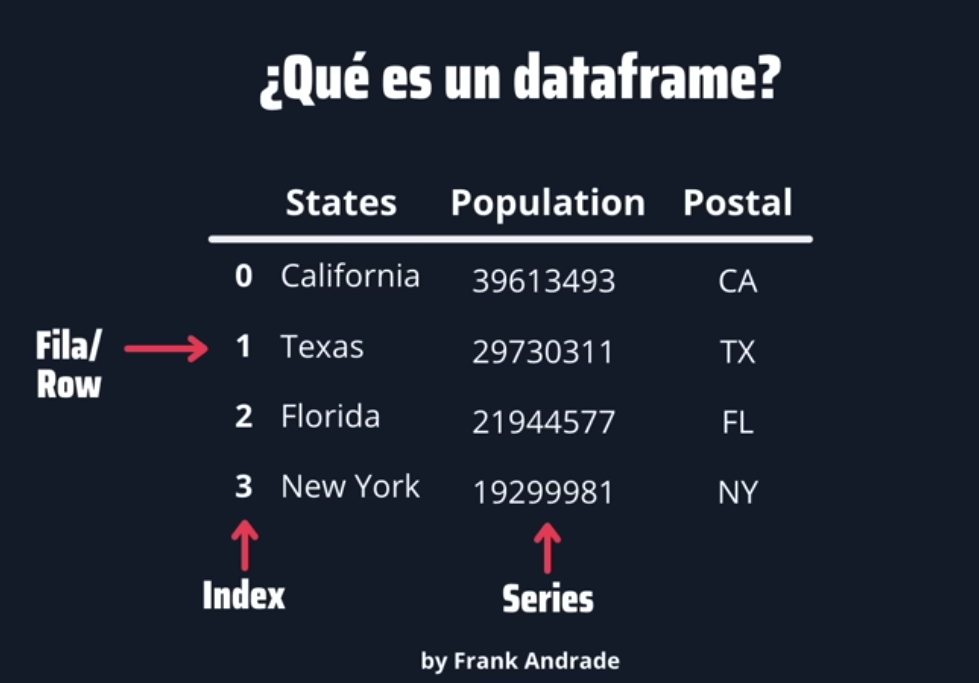 ¿Qué es un dataframe?
States Population Postal
0 California 39613493 CA
Fila/
Row
1 Texas 29730311 TX
2 Florida 21944577 FL
3 New York 19299981 NY
Index
Series
by Frank Andrade